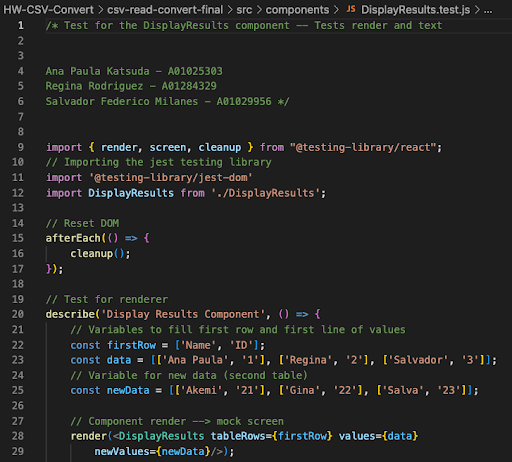 HW-CSV-Convert > csv-read-convert-final > src > components > JS DisplayResults.test.js > ...
1 /* Test for the DisplayResults component -- Tests render and text
2
3
4 Ana Paula Katsuda - A01025303
5 Regina Rodriguez - A01284329
6 Salvador Federico Milanes - A01029956 */
7
8
9 import { render, screen, cleanup } from "@testing-library/react";
10 // Importing the jest testing library
11 import '@testing-library/jest-dom'
12 import DisplayResults from './DisplayResults';
13
14 // Reset DOM
15 afterEach(() => {
16 cleanup();
17 });
18
19 // Test for renderer
20 describe('Display Results Component', () => {
21 // Variables to fill first row and first line of values
22 const firstRow = ['Name', 'ID'];
23 const data = [['Ana Paula', '1'], ['Regina', '2'], ['Salvador', '3']];
24 // Variable for new data (second table)
25 const newData = [['Akemi', '21'], ['Gina', '22'], ['Salva', '23']];
26
27 // Component render --> mock screen
28 render(<DisplayResults tableRows={firstRow} values={data}
29 newValues={newData}/>);